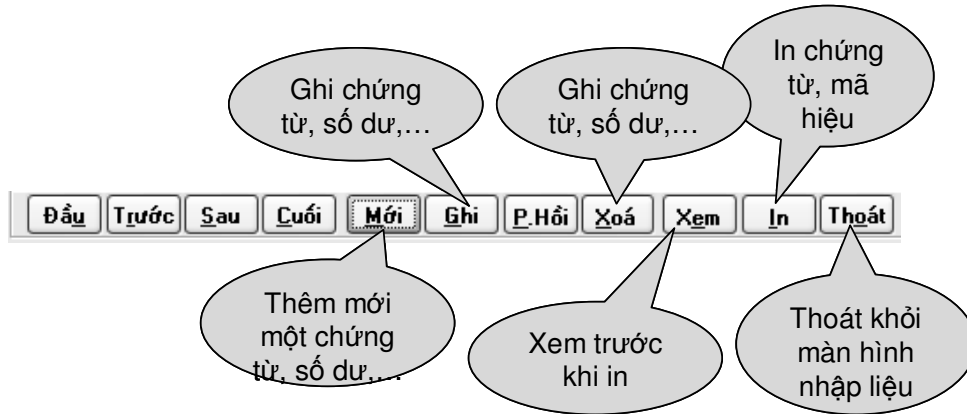 In chứng
từ, mã
hiệu
Ghi chứng
từ, số dư,…
Ghi chứng
từ, số dư,…
Đầu Trước Sau Cuối Mới Ghi P.Hồi Xoá Xem In Thoát
Thêm mới
một chứng
từ, số dư,…
Xem trước
khi in
Thoát khỏi
màn hình
nhập liệu